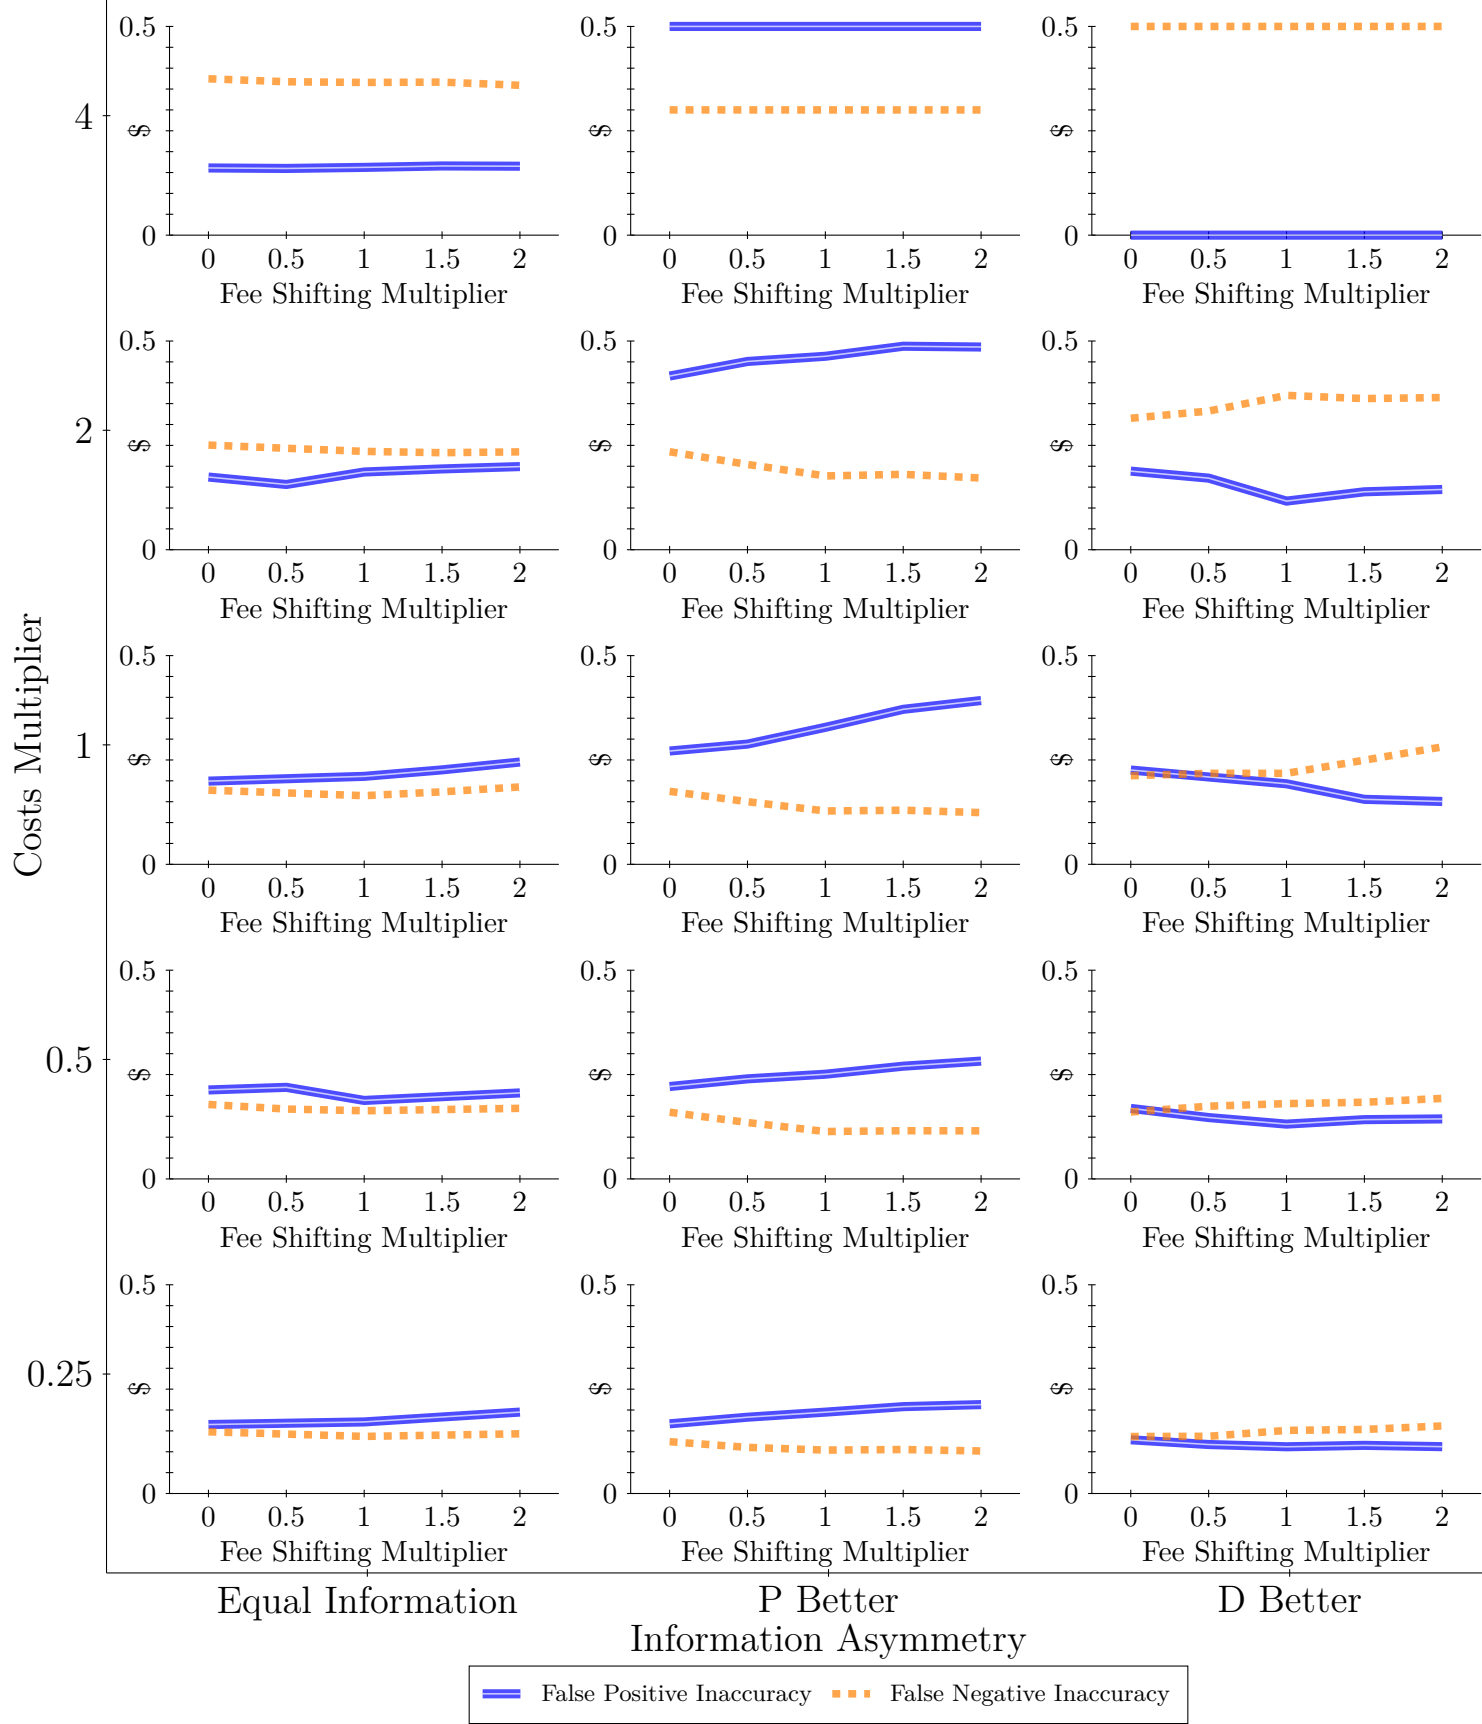 Costs Multiplier
4
0.5 0.5 0.5
$ $ $
0 0 0
0 0.5 1 1.5 2 0 0.5 1 1.5 2 0 0.5 1 1.5 2
Fee Shifting Multiplier Fee Shifting Multiplier Fee Shifting Multiplier
2
0.5 0.5 0.5
$ $ $
0 0 0
0 0.5 1 1.5 2 0 0.5 1 1.5 2 0 0.5 1 1.5 2
Fee Shifting Multiplier Fee Shifting Multiplier Fee Shifting Multiplier
1
0.5 0.5 0.5
$ $ $
0 0 0
0 0.5 1 1.5 2 0 0.5 1 1.5 2 0 0.5 1 1.5 2
Fee Shifting Multiplier Fee Shifting Multiplier Fee Shifting Multiplier
0.5
0.5 0.5 0.5
$ $ $
0 0 0
0 0.5 1 1.5 2 0 0.5 1 1.5 2 0 0.5 1 1.5 2
Fee Shifting Multiplier Fee Shifting Multiplier Fee Shifting Multiplier
0.25
0.5 0.5 0.5
$ $ $
0 0 0
0 0.5 1 1.5 2 0 0.5 1 1.5 2 0 0.5 1 1.5 2
Fee Shifting Multiplier Fee Shifting Multiplier Fee Shifting Multiplier
Equal Information P Better D Better
Information Asymmetry
False Positive Inaccuracy False Negative Inaccuracy